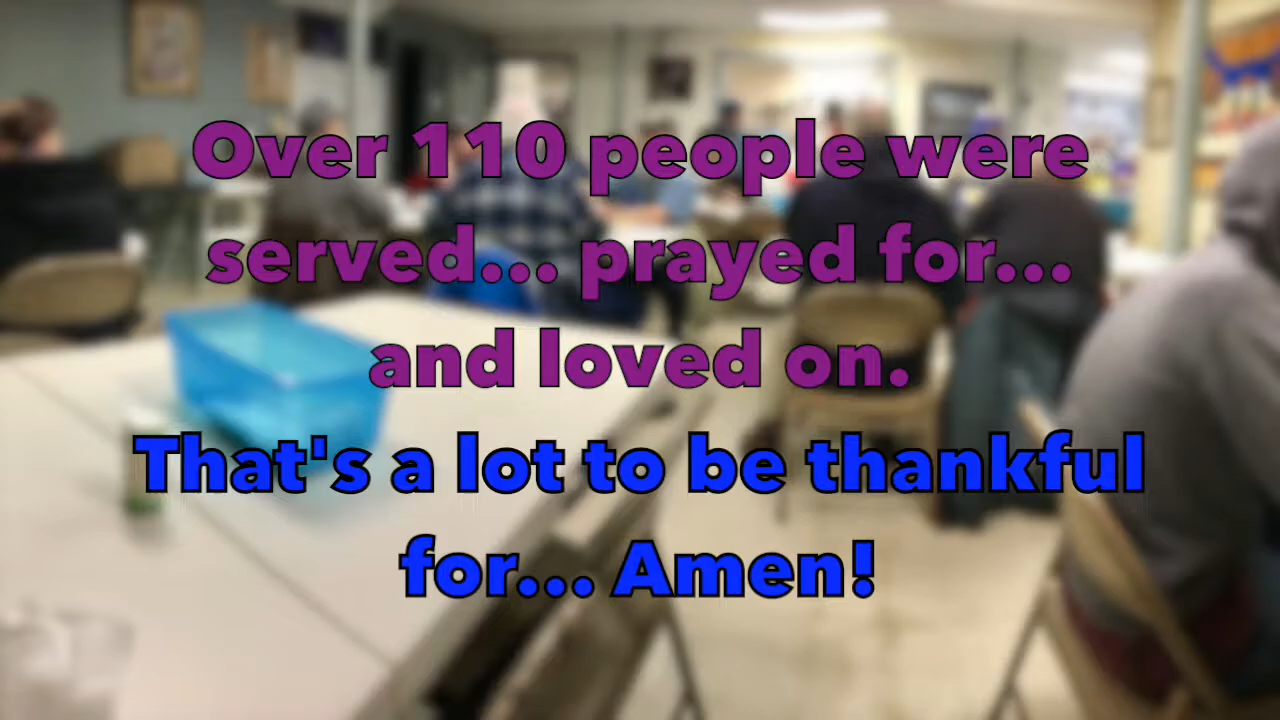 Over 110 people were
served... prayed for...
and loved on.
That's a lot to be thankful
for... Amen!